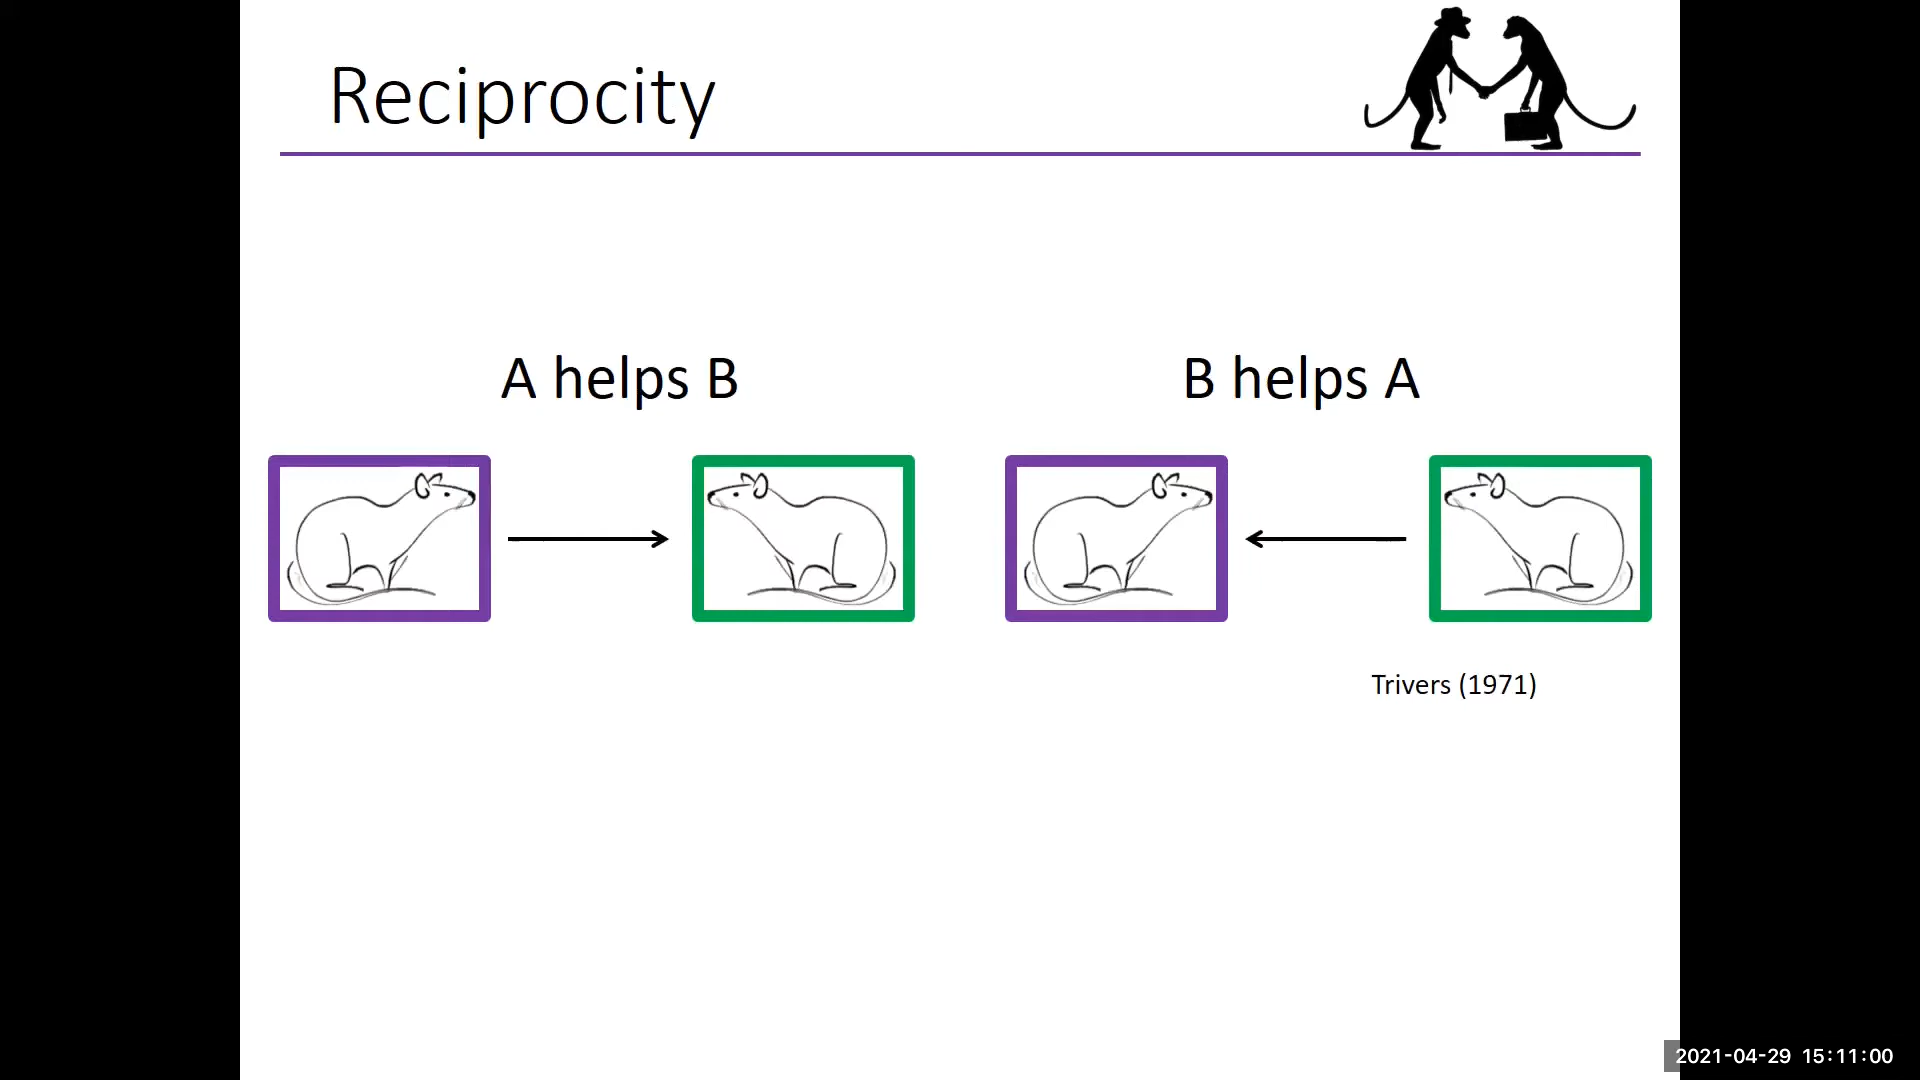 Reciprocity
A helps B
B helps A
Trivers (1971)
2021-04-29 15:11:00